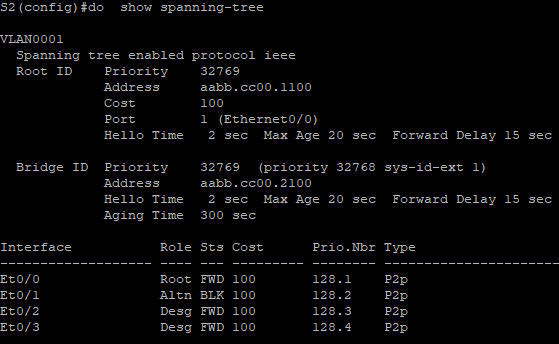 S2(config)#do  show spanning-tree

VLAN0001
  Spanning tree enabled protocol ieee
  Root ID    Priority    32769
             Address     aabb.cc00.1100
             Cost        100
             Port        1 (Ethernet0/0)
             Hello Time   2 sec  Max Age 20 sec  Forward Delay 15 sec

  Bridge ID  Priority    32769  (priority 32768 sys-id-ext 1)
             Address     aabb.cc00.2100
             Hello Time   2 sec  Max Age 20 sec  Forward Delay 15 sec
             Aging Time  300 sec

Interface           Role Sts Cost      Prio.Nbr Type
------------------- ---- --- --------- -------- --------------------
Et0/0               Root FWD 100       128.1    P2p
Et0/1               Altn BLK 100       128.2    P2p
Et0/2               Desg FWD 100       128.3    P2p
Et0/3               Desg FWD 100       128.4    P2p